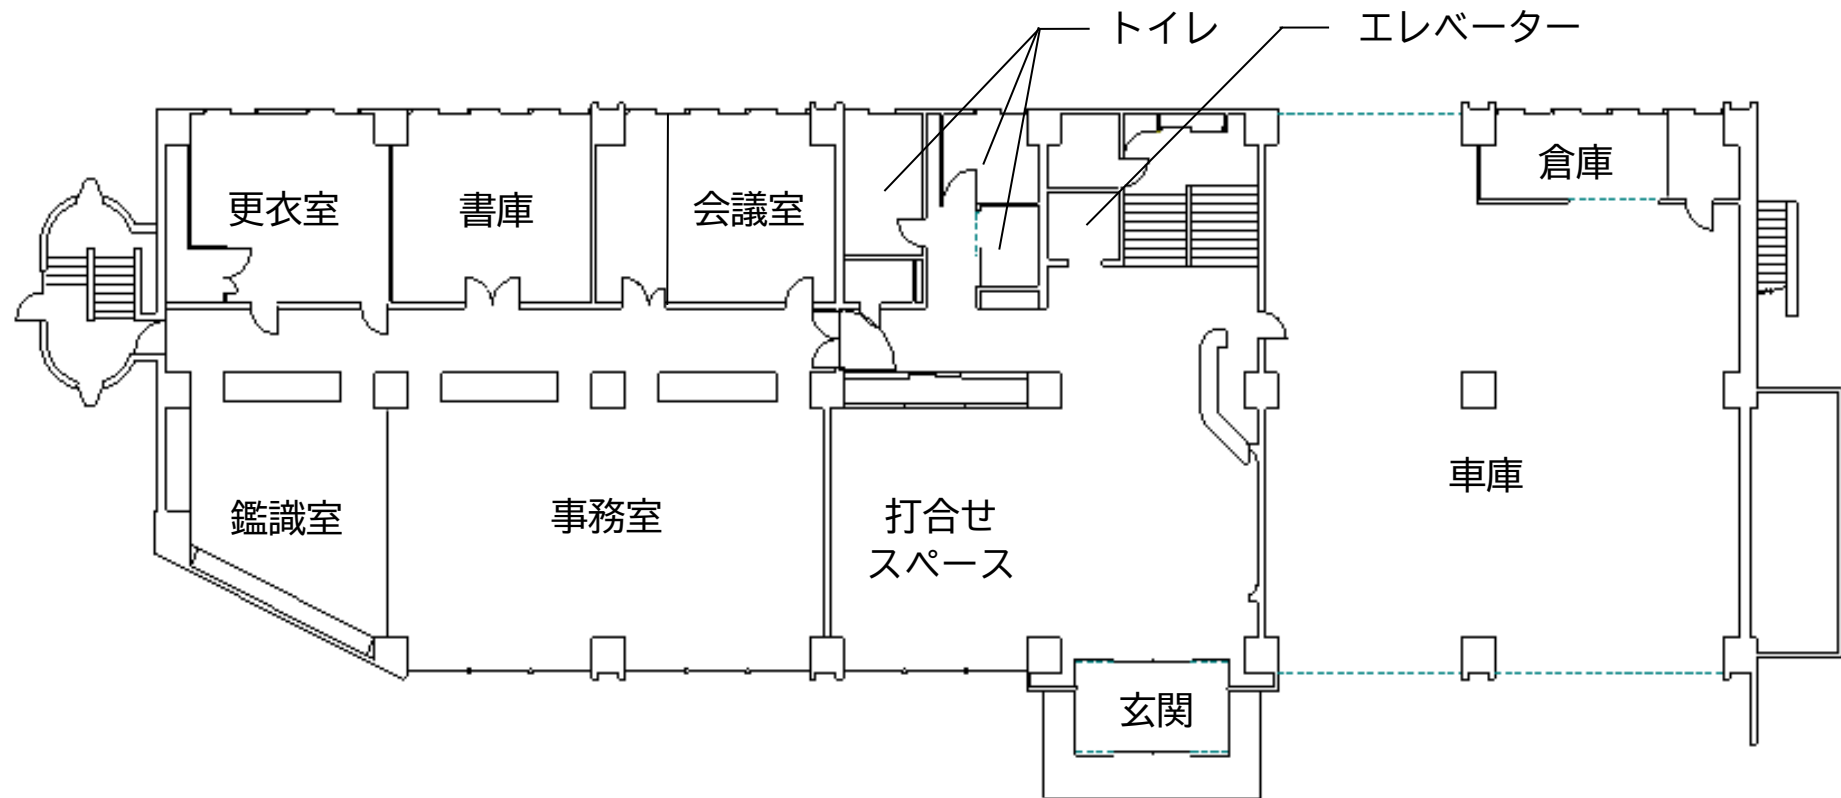 トイレ
エレベーター
倉庫
更衣室
書庫
会議室
車庫
鑑識室
事務室
打合せ
スペース
玄関